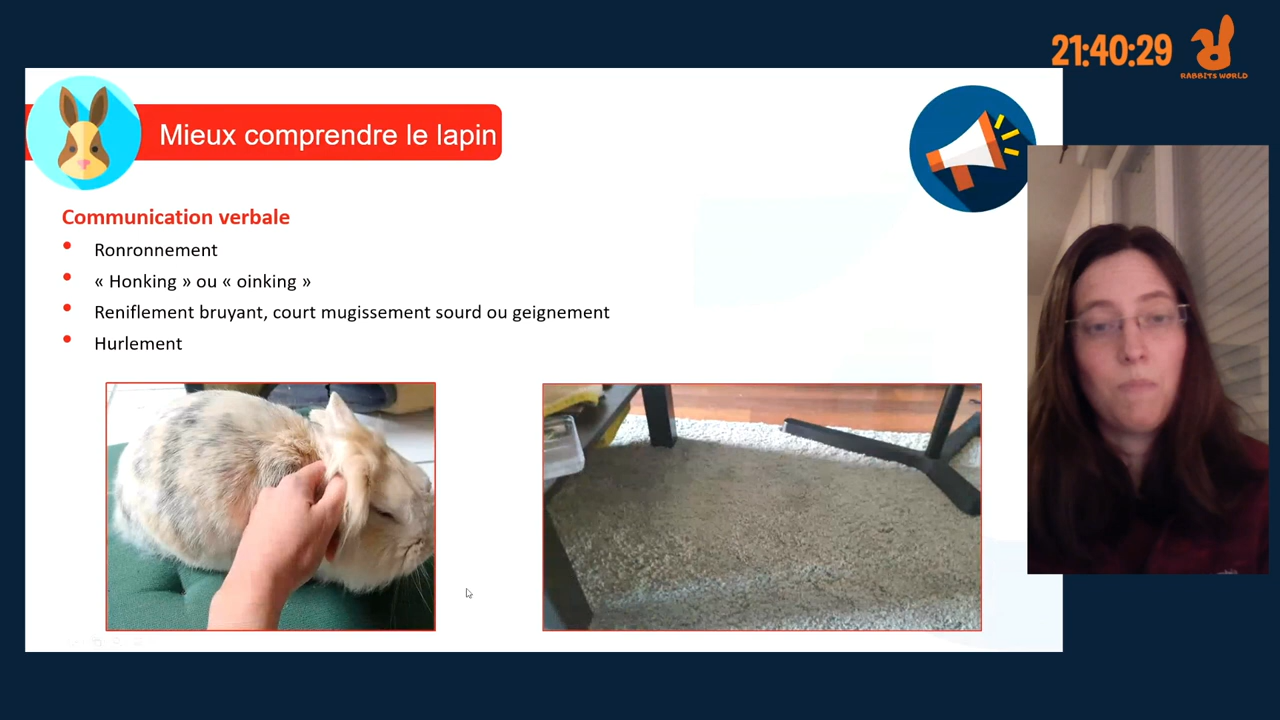 21:40:29
RABBITS WORLD
Mieux comprendre le lapin
Communication verbale
• Ronronnement
• « Honking » ou « oinking »
• Reniflement bruyant, court mugissement sourd ou geignement
• Hurlement